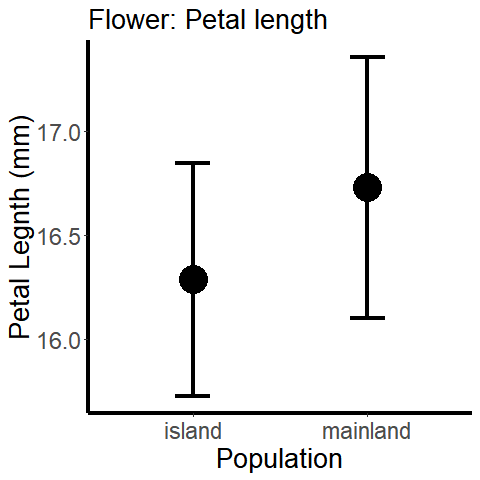 Flower: Petal length
Petal Legnth (mm)
17.0
16.5
16.0
island
mainland
Population